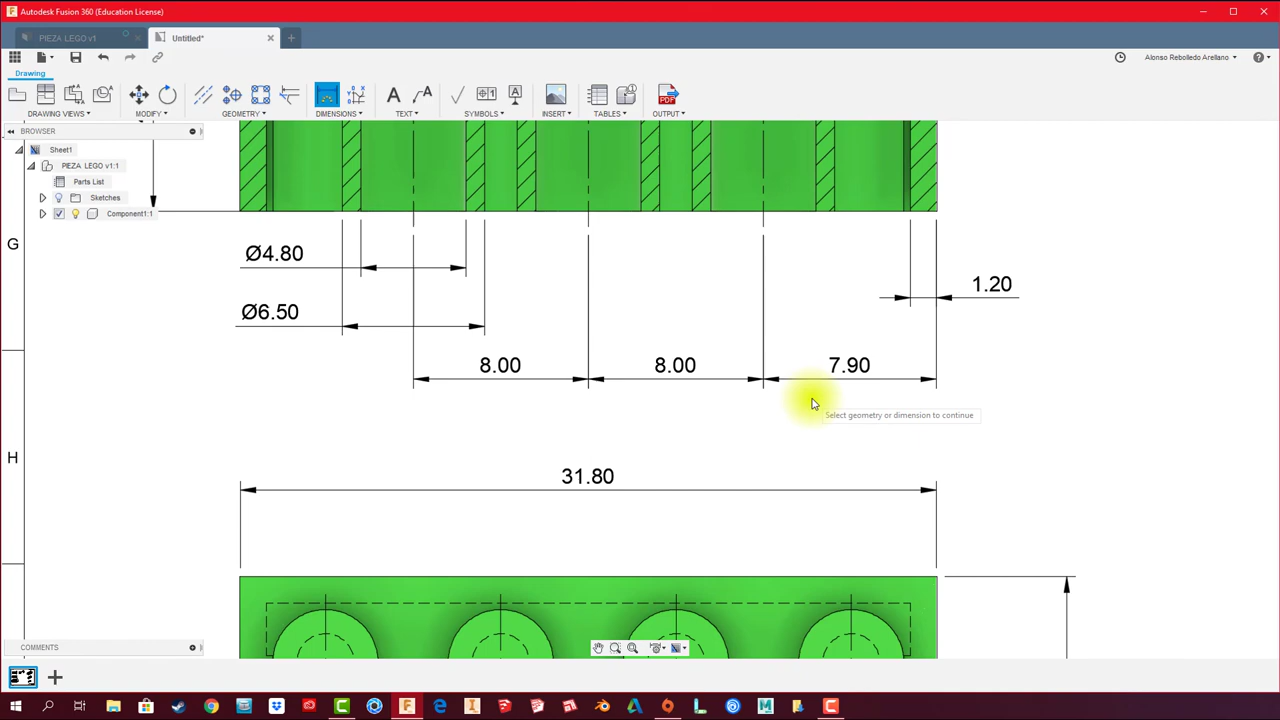 Autodesk Fusion 360 (Education License)
PIEZA LEGO v1
Untitled*
Alonso Rebolledo Arellano
Drawing
DRAWING VIEWS
MODIFY
GEOMETRY
DIMENSIONS
TEXT
SYMBOLS
INSERT
TABLES
OUTPUT
BROWSER
Sheet1
PIEZA LEGO v1:1
Parts List
Sketches
Component1:1
G
Ø4.80
1.20
Ø6.50
8.00
8.00
7.90
Select geometry or dimension to continue
H
31.80
COMMENTS